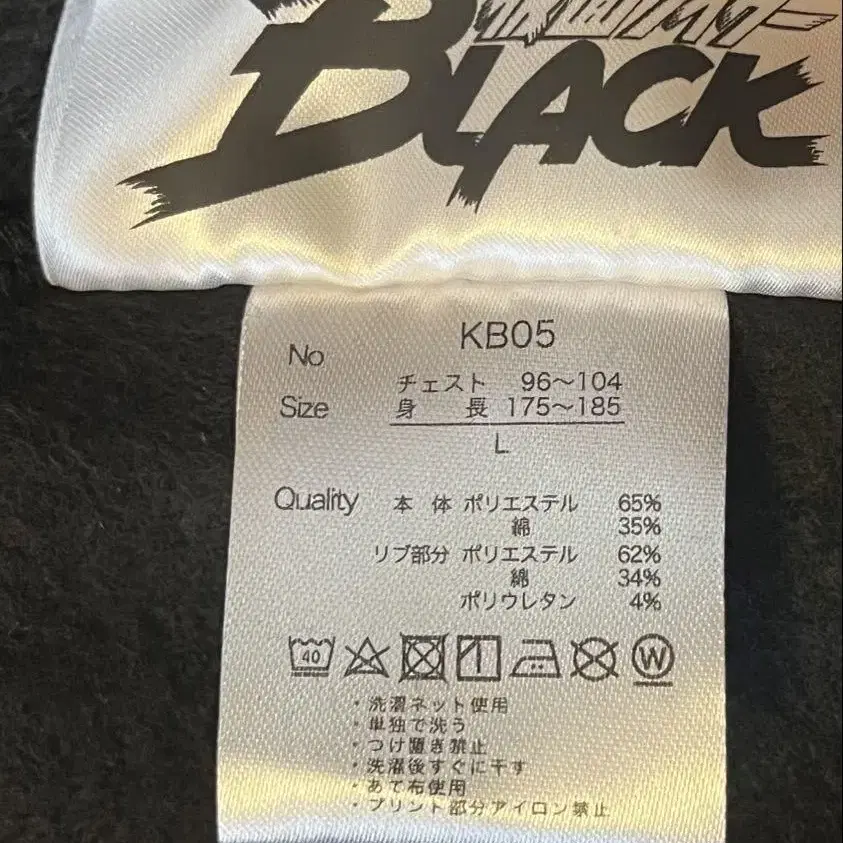 BLACK
No KB05
Size チェスト 96〜104
身 長 175〜185
L
Quality 本 体 ポリエステル 65%
綿 35%
リブ部分 ポリエステル 62%
綿 34%
ポリウレタン 4%
40 W
・洗濯ネット使用
・単独で洗う
・つけ置き禁止
・洗濯後すぐに干す
・あて布使用
・プリント部分アイロン禁止